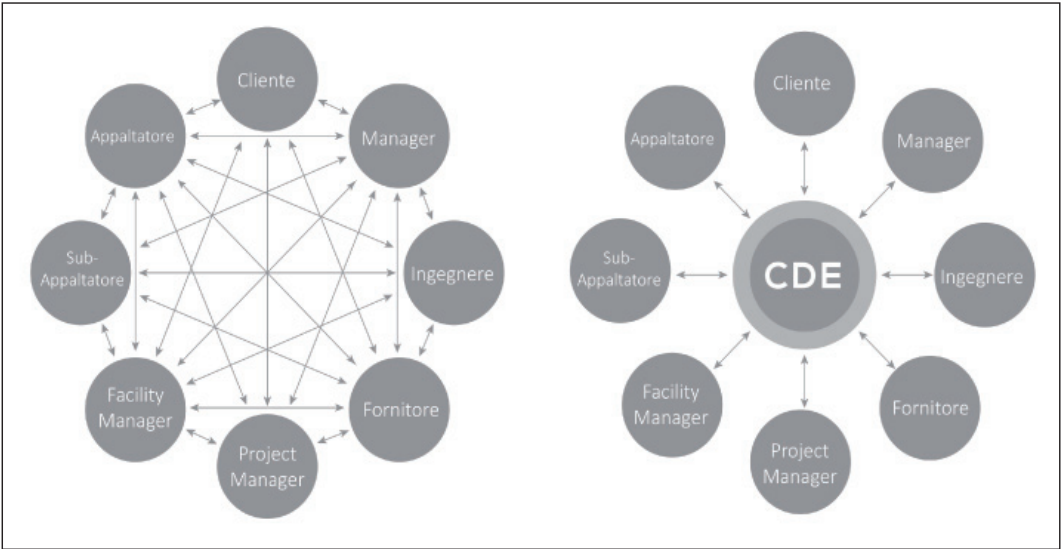 Cliente
Appaltatore
Manager
Sub-
Appaltatore
Ingegnere
Facility
Manager
Fornitore
Project
Manager
Cliente
Appaltatore
Manager
Sub-
Appaltatore
CDE
Ingegnere
Facility
Manager
Fornitore
Project
Manager